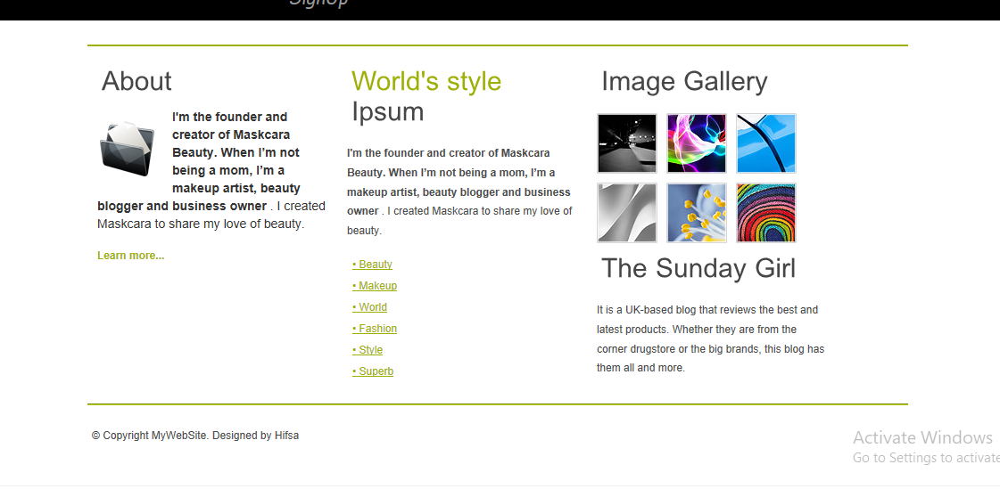 SignUp
About
I'm the founder and
creator of Maskcara
Beauty. When I’m not
being a mom, I’m a
makeup artist, beauty
blogger and business owner . I created
Maskcara to share my love of beauty.
Learn more...
World's style
Ipsum
I'm the founder and creator of Maskcara
Beauty. When I’m not being a mom, I’m a
makeup artist, beauty blogger and business
owner . I created Maskcara to share my love of
beauty.
• Beauty
• Makeup
• World
• Fashion
• Style
• Superb
Image Gallery
The Sunday Girl
It is a UK-based blog that reviews the best and
latest products. Whether they are from the
corner drugstore or the big brands, this blog has
them all and more.
© Copyright MyWebSite. Designed by Hifsa
Activate Windows
Go to Settings to activate